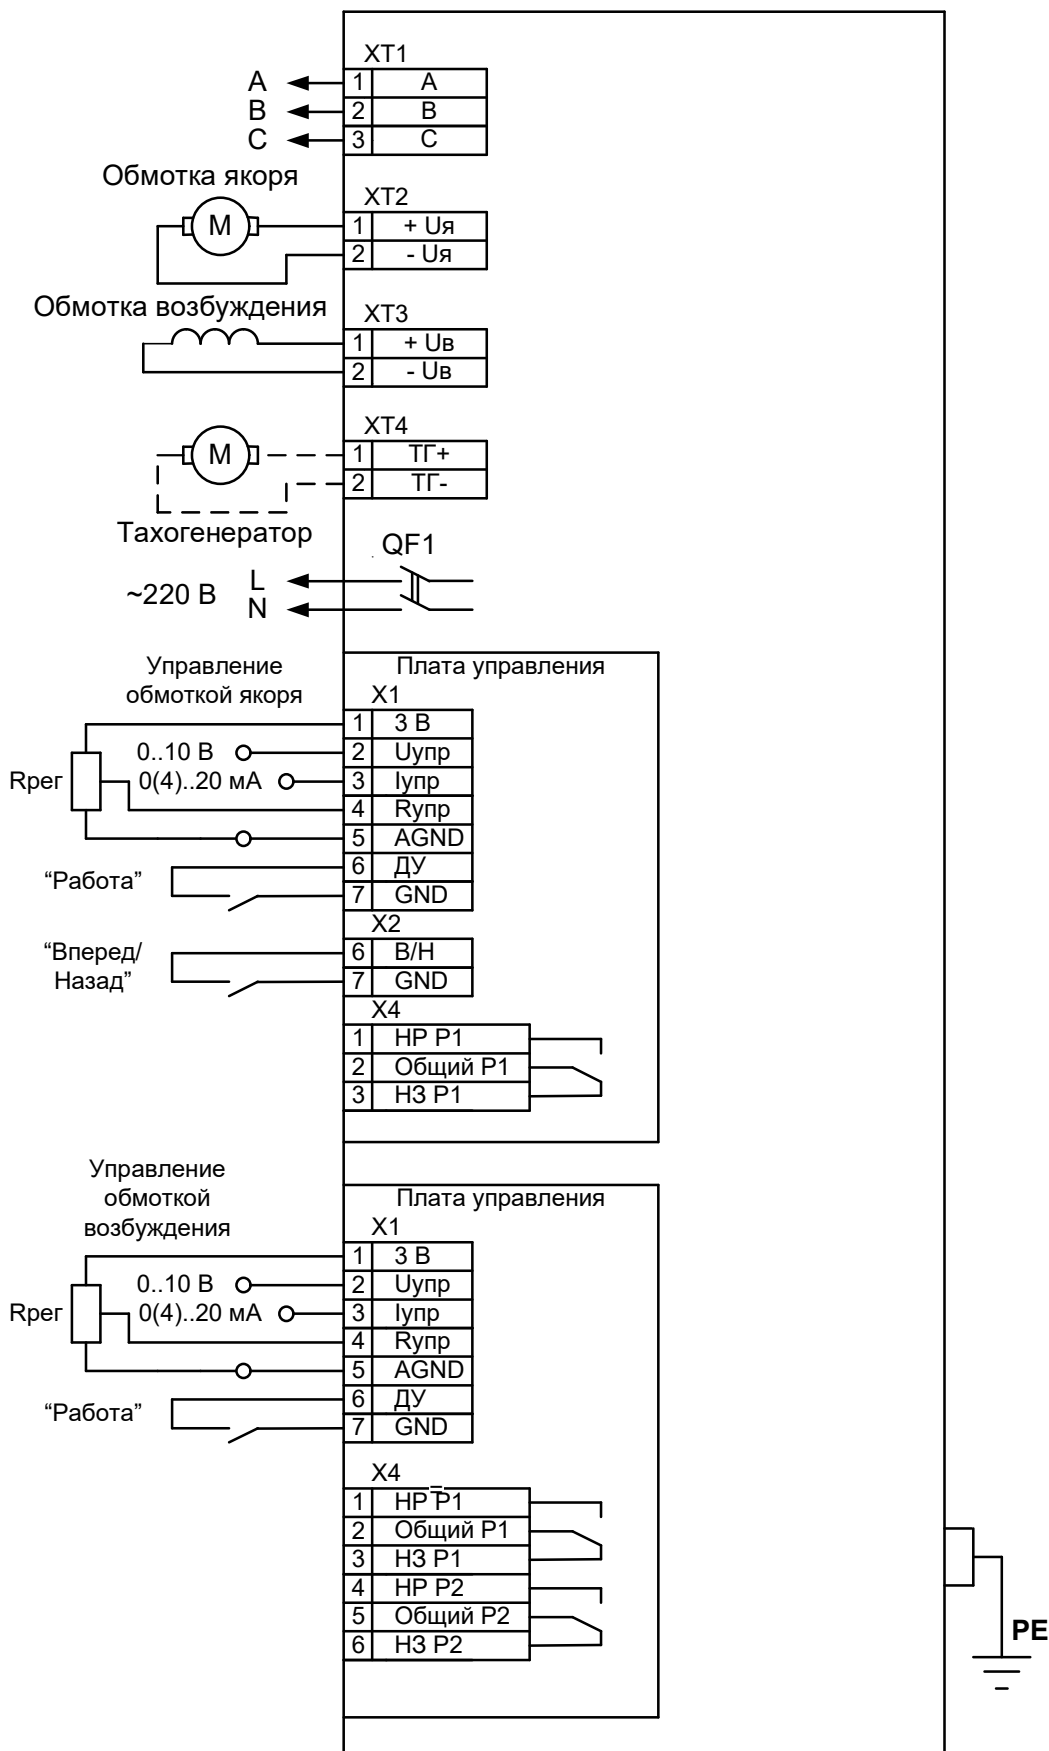 XT1
A 1 A
B 2 B
C 3 C
Обмотка якоря
XT2
M 1 + Uя
2 - Uя
Обмотка возбуждения
XT3
1 + Uв
2 - Uв
XT4
M 1 ТГ+
2 ТГ-
Тахогенератор
QF1
~220 В L
N
Управление
обмоткой якоря
Плата управления
X1
1 3 В
0..10 В 2 Uупр
Rрег 0(4)..20 мА 3 Iупр
4 Rупр
5 AGND
6 ДУ
“Работа”
7 GND
X2
“Вперед/
Назад”
6 В/Н
7 GND
X4
1 НР Р1
2 Общий Р1
3 НЗ Р1
Управление
обмоткой
возбуждения
Плата управления
X1
1 3 В
0..10 В 2 Uупр
Rрег 0(4)..20 мА 3 Iупр
4 Rупр
5 AGND
6 ДУ
“Работа”
7 GND
X4
1 НР Р1
2 Общий Р1
3 НЗ Р1
4 НР Р2
5 Общий Р2
6 НЗ Р2
PE